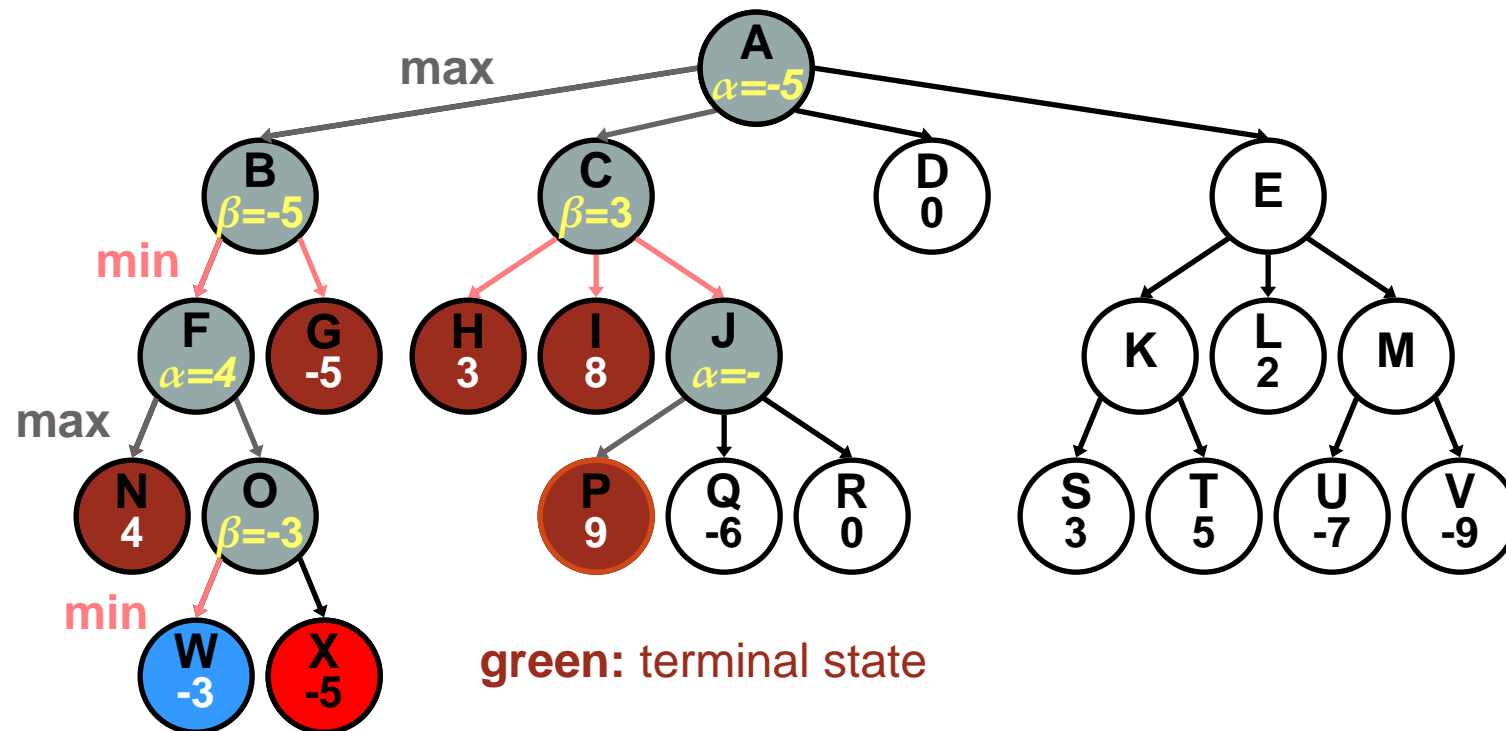 A
α=-5
max
B
β=-5
C
β=3
D
0
E
min
F
α=4
G
-5
H
3
I
8
J
α=-
K
L
2
M
max
N
4
O
β=-3
P
9
Q
-6
R
0
S
3
T
5
U
-7
V
-9
min
W
-3
X
-5
green: terminal state